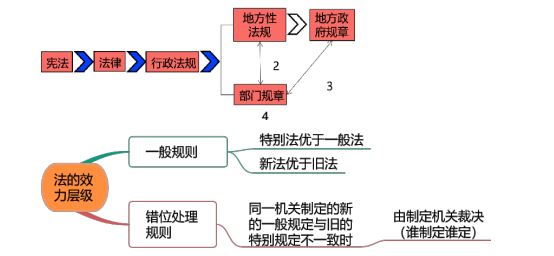 地方性
法规
地方政
府规章
宪法
法律
行政法规
2
3
部门规章
4
特别法优于一般法
一般规则
新法优于旧法
法的效
力层级
错位处理
规则
同一机关制定的新
的一般规定与旧的
特别规定不一致时
由制定机关裁决
（谁制定谁定）